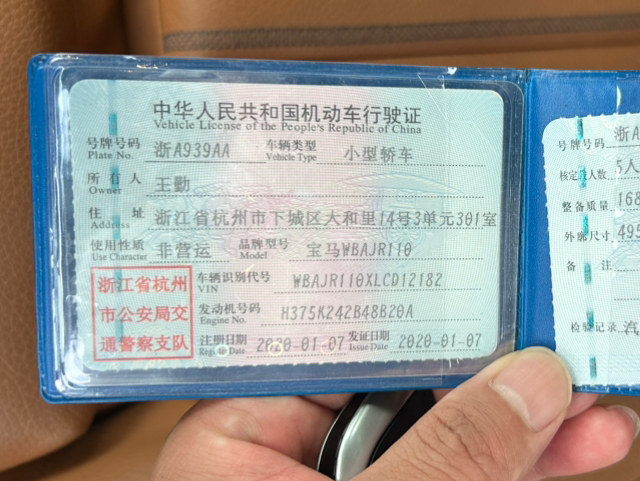 中华人民共和国机动车行驶证
Vehicle License of the People's Republic of China
号牌号码 浙A939AA 车辆类型 小型轿车
Plate No. Vehicle Type
所有人 王勤
Owner
住址 浙江省杭州市下城区大和里14号3单元301室
Address
使用性质 非营运 品牌型号 宝马WBAJR110
Use Character Model
浙江省杭州
市公安局交
通警察支队
车辆识别代号 WBAJR110XLCD12182
VIN
发动机号码 H375K242B48B20A
Engine No.
注册日期 2020-01-07 发证日期 2020-01-07
Register Date Issue Date
号牌号码 浙A
核定载人数 5人
整备质量 168
外廓尺寸 495
备注
检验记录 汽